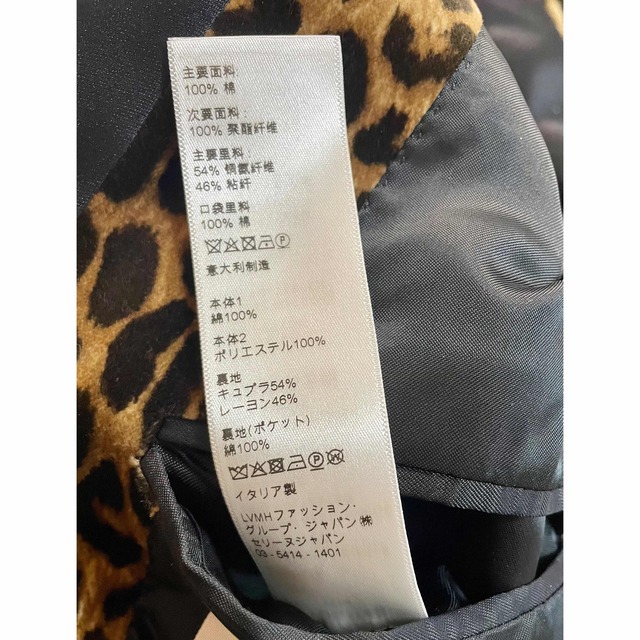 主要面料:
100% 棉
次要面料:
100% 聚酯纤维
主要里料:
54% 铜氨纤维
46% 粘纤
口袋里料:
100% 棉
意大利制造
本体1
綿100%
本体2
ポリエステル100%
裏地
キュプラ54%
レーヨン46%
裏地(ポケット)
綿100%
イタリア製
LVMHファッション・
グループ・ジャパン㈱
セリーヌジャパン
03-5414-1401